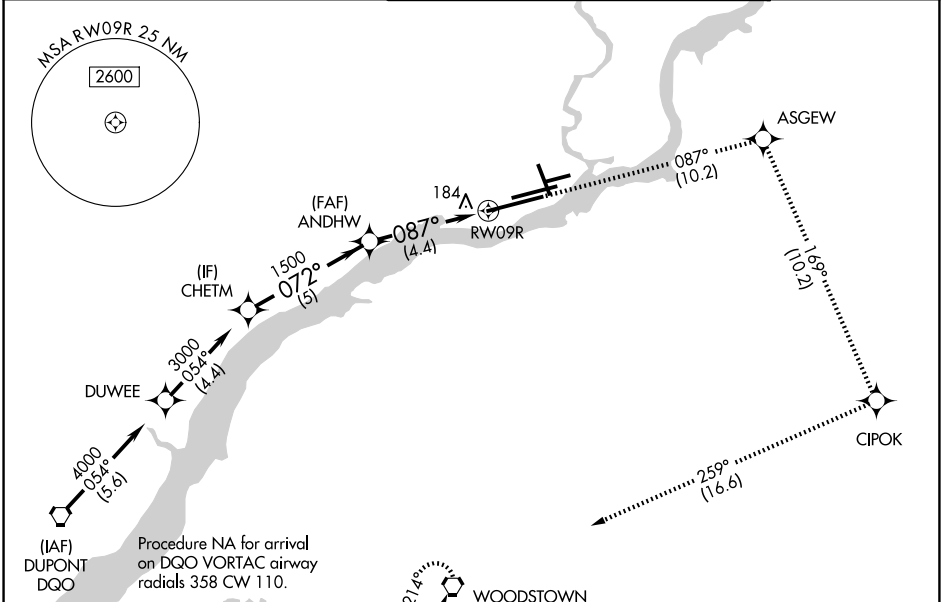 MSA RW09R 25 NM
2600
ASGEW
087°
(10.2)
184
(FAF)
ANDHW
087°
(4.4)
RW09R
1500
072°
(5)
(IF)
CHETM
169°
(10.2)
3000
054°
(4.4)
DUWEE
CIPOK
4000
054°
(5.6)
259°
(16.6)
(IAF)
DUPONT
DQO
Procedure NA for arrival
on DQO VORTAC airway
radials 358 CW 110.
214°
WOODSTOWN